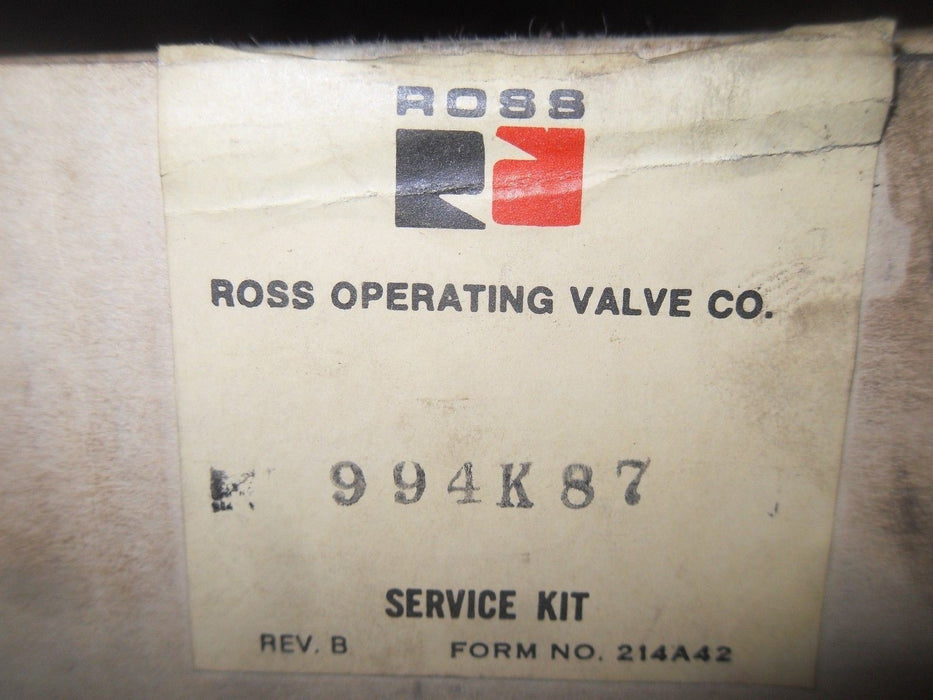 ROSS
ROSS OPERATING VALVE CO.
994K87
SERVICE KIT
REV. B FORM NO. 214A42